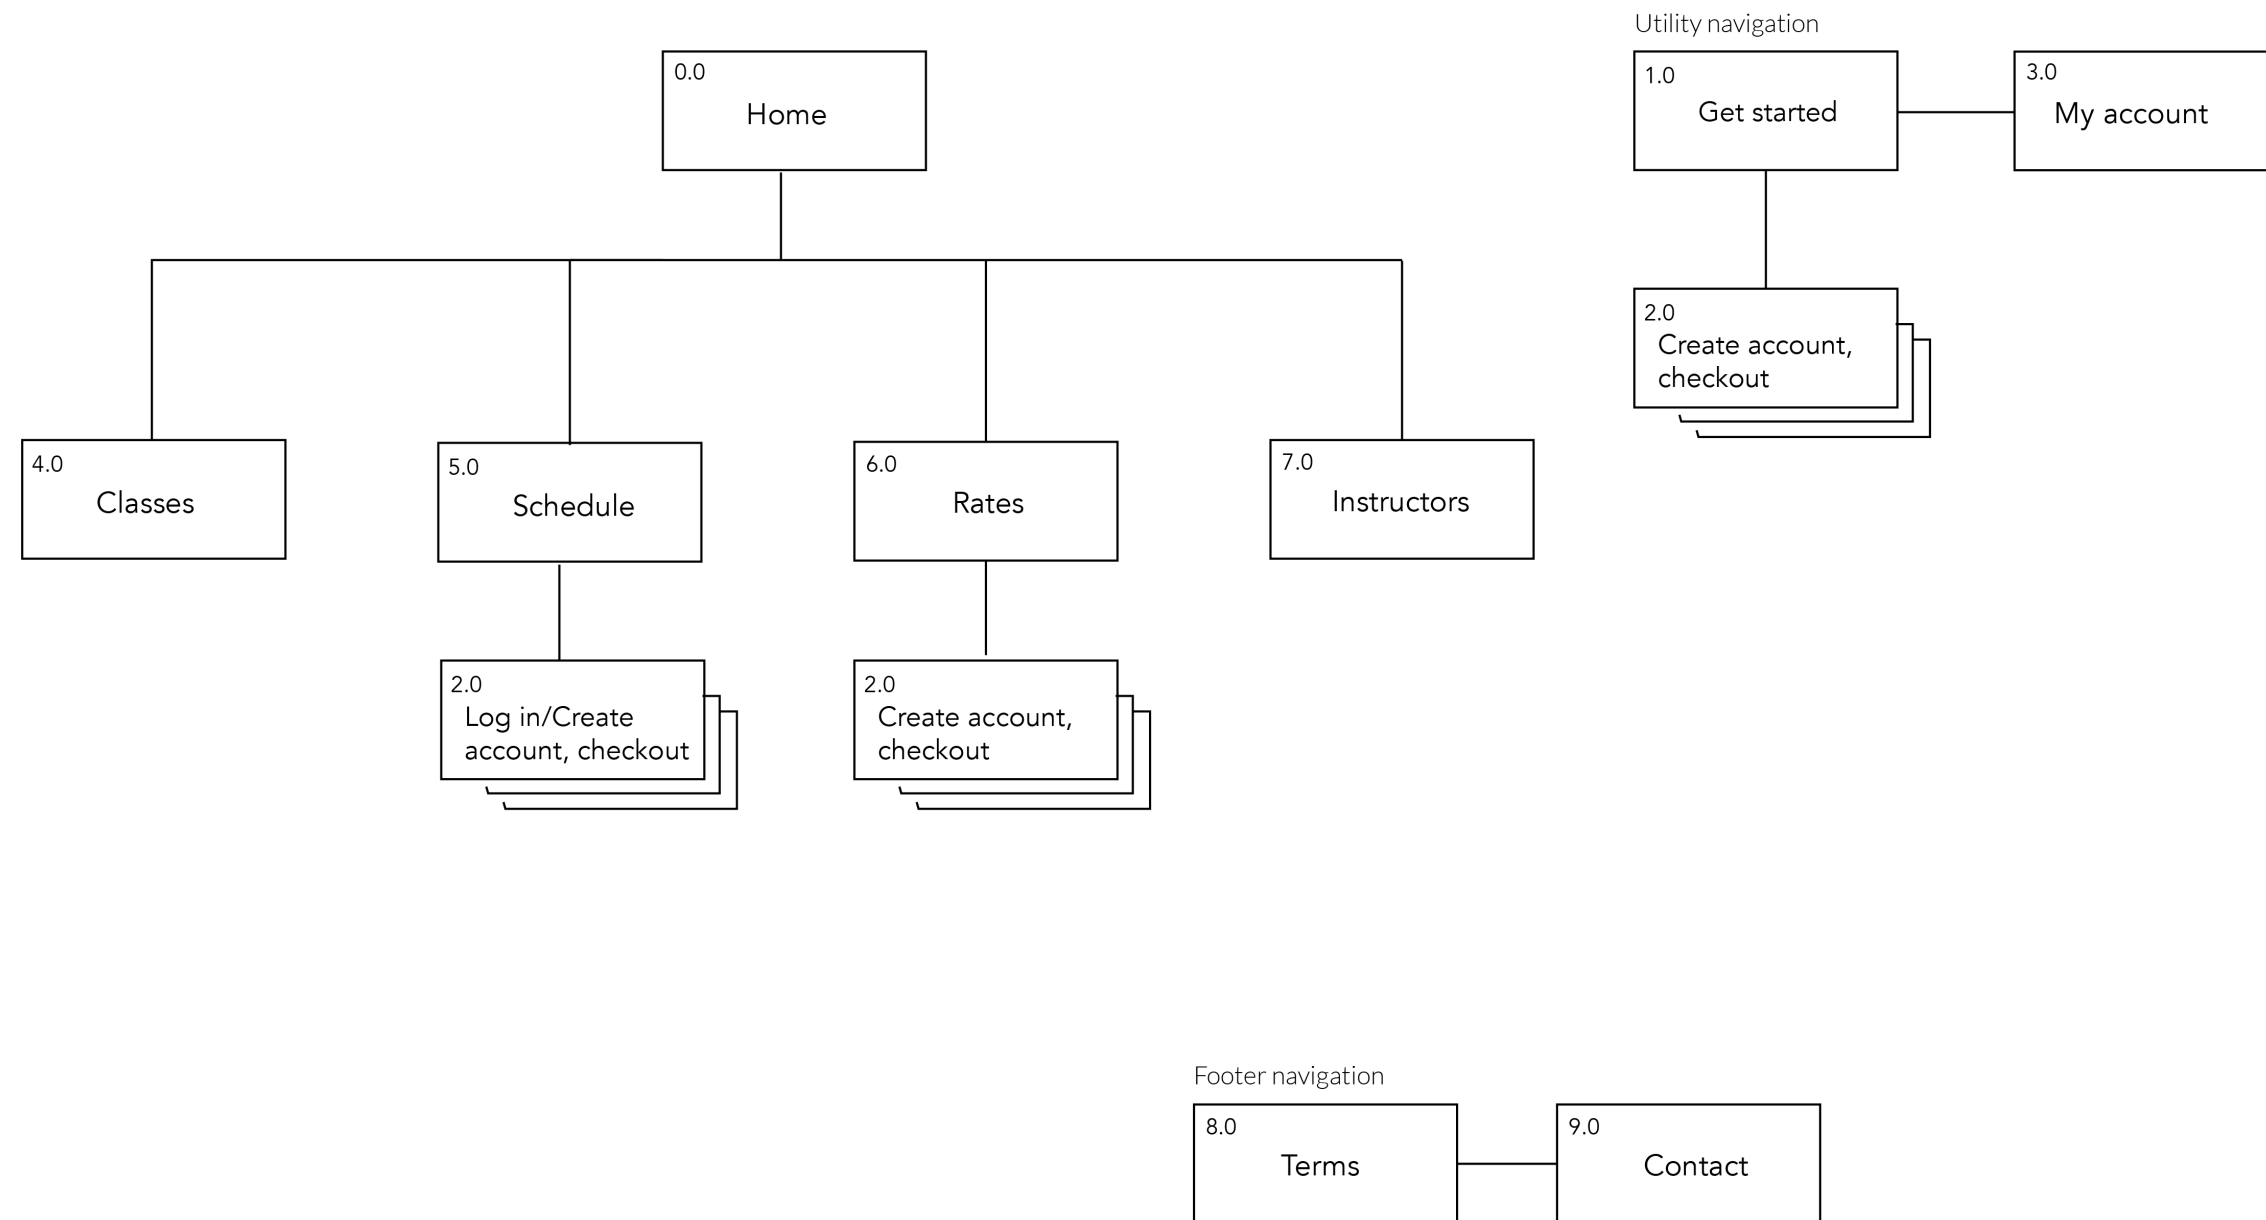 Utility navigation
0.0
Home
1.0
Get started
3.0
My account
2.0
Create account,
checkout
4.0
Classes
5.0
Schedule
6.0
Rates
7.0
Instructors
2.0
Log in/Create
account, checkout
2.0
Create account,
checkout
Footer navigation
8.0
Terms
9.0
Contact